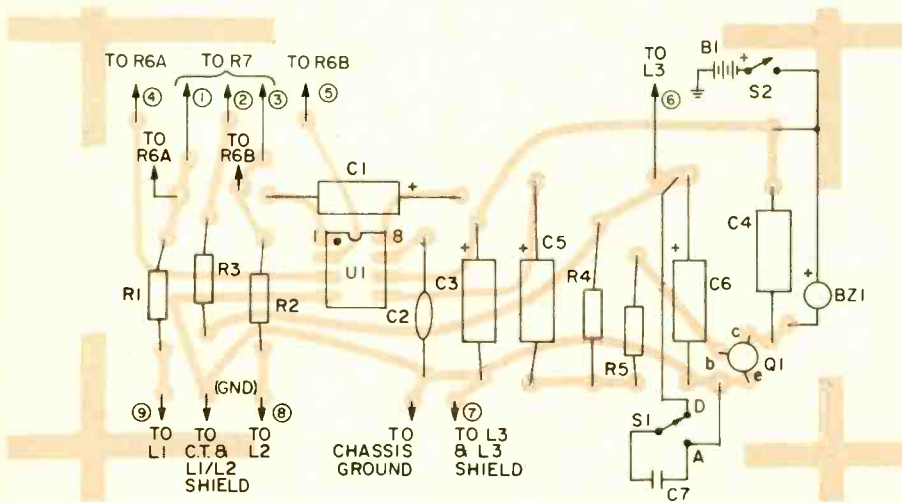 TO R6A
TO R7
TO R6B
④
①
②
③
⑤
TO
R6A
TO
R6B
TO
L3
⑥
B1
+
S2
C1
+
1
8
U1
R1
R3
R2
C2
C3
+
C5
+
R4
R5
C6
+
C4
+
BZ1
c
b
e
Q1
(GND)
⑨
⑧
⑦
TO
L1
TO
C.T. &
L1/L2
SHIELD
TO
L2
TO
CHASSIS
GROUND
TO L3
& L3
SHIELD
S1
D
A
C7